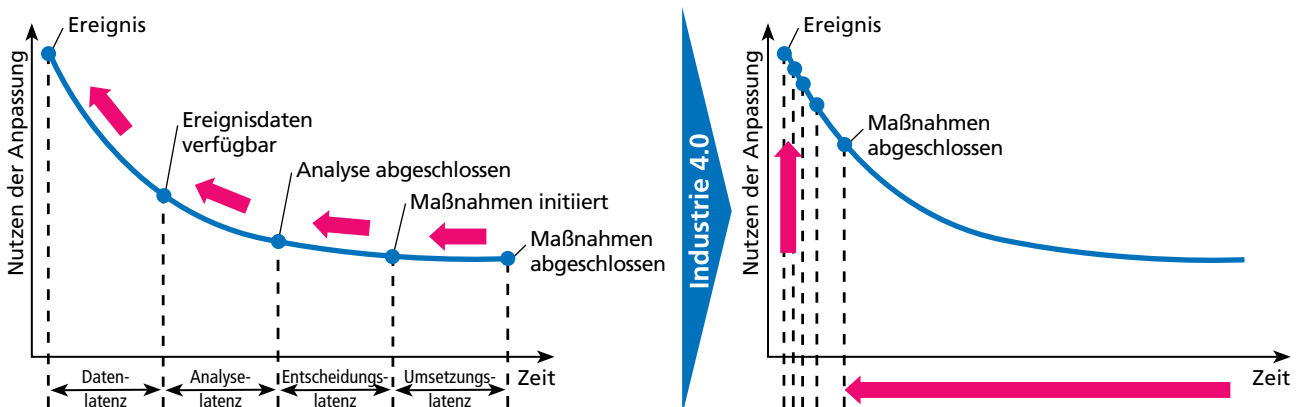 Nutzen der Anpassung
Ereignis
Ereignisdaten
verfügbar
Analyse abgeschlossen
Maßnahmen initiiert
Maßnahmen
abgeschlossen
Daten-
latenz
Analyse-
latenz
Entscheidungs-
latenz
Umsetzungs-
latenz
Zeit
Industrie 4.0
Nutzen der Anpassung
Ereignis
Maßnahmen
abgeschlossen
Zeit